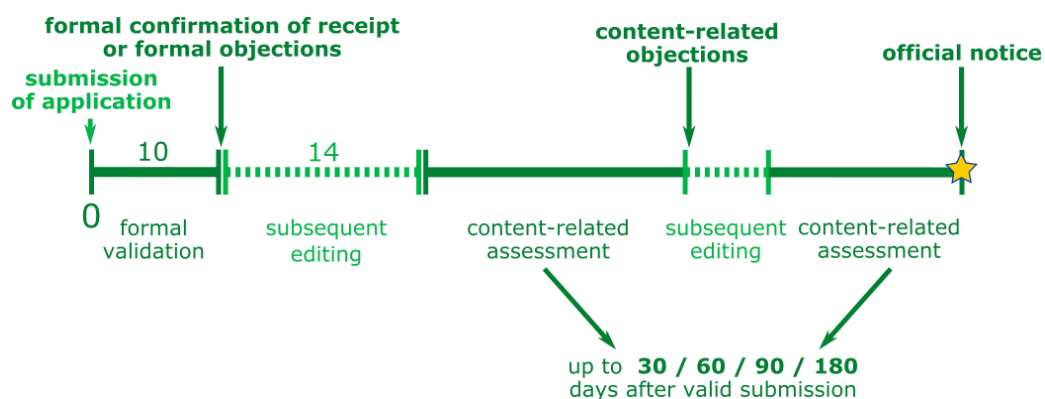 formal confirmation of receipt
or formal objections
content-related
objections
official notice
submission
of application
10
14
0
formal
validation
subsequent
editing
content-related
assessment
subsequent
editing
content-related
assessment
up to 30 / 60 / 90 / 180
days after valid submission